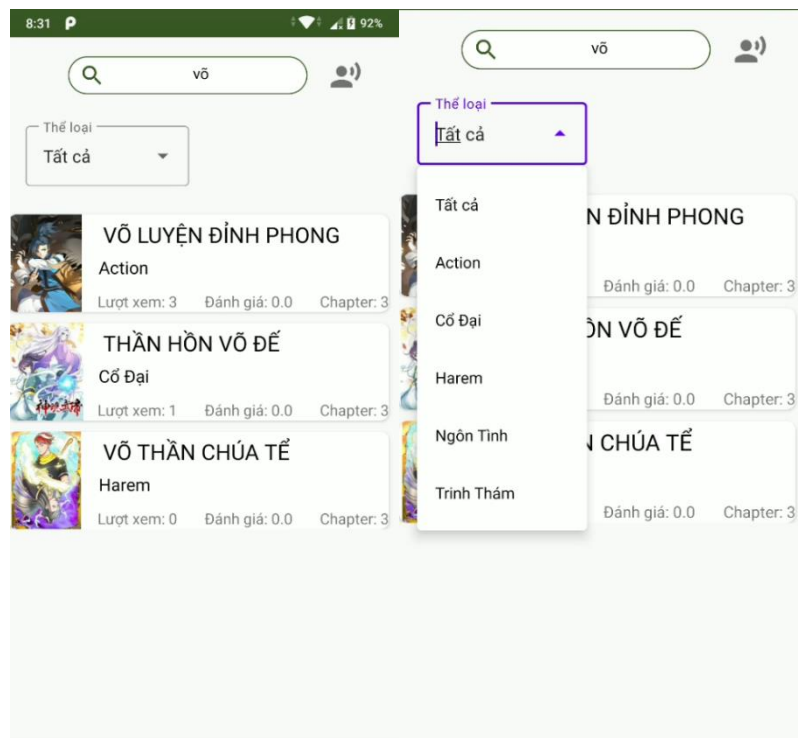 8:31 92%
võ
Thể loại
Tất cả
VÕ LUYỆN ĐỈNH PHONG
Action
Lượt xem: 3 Đánh giá: 0.0 Chapter: 3
THẦN HỒN VÕ ĐẾ
Cổ Đại
Lượt xem: 1 Đánh giá: 0.0 Chapter: 3
VÕ THẦN CHÚA TỂ
Harem
Lượt xem: 0 Đánh giá: 0.0 Chapter: 3
võ
Thể loại
Tất cả
Tất cả
Action
Cổ Đại
Harem
Ngôn Tình
Trinh Thám
N ĐỈNH PHONG
Đánh giá: 0.0 Chapter: 3
ỒN VÕ ĐẾ
Đánh giá: 0.0 Chapter: 3
N CHÚA TỂ
Đánh giá: 0.0 Chapter: 3